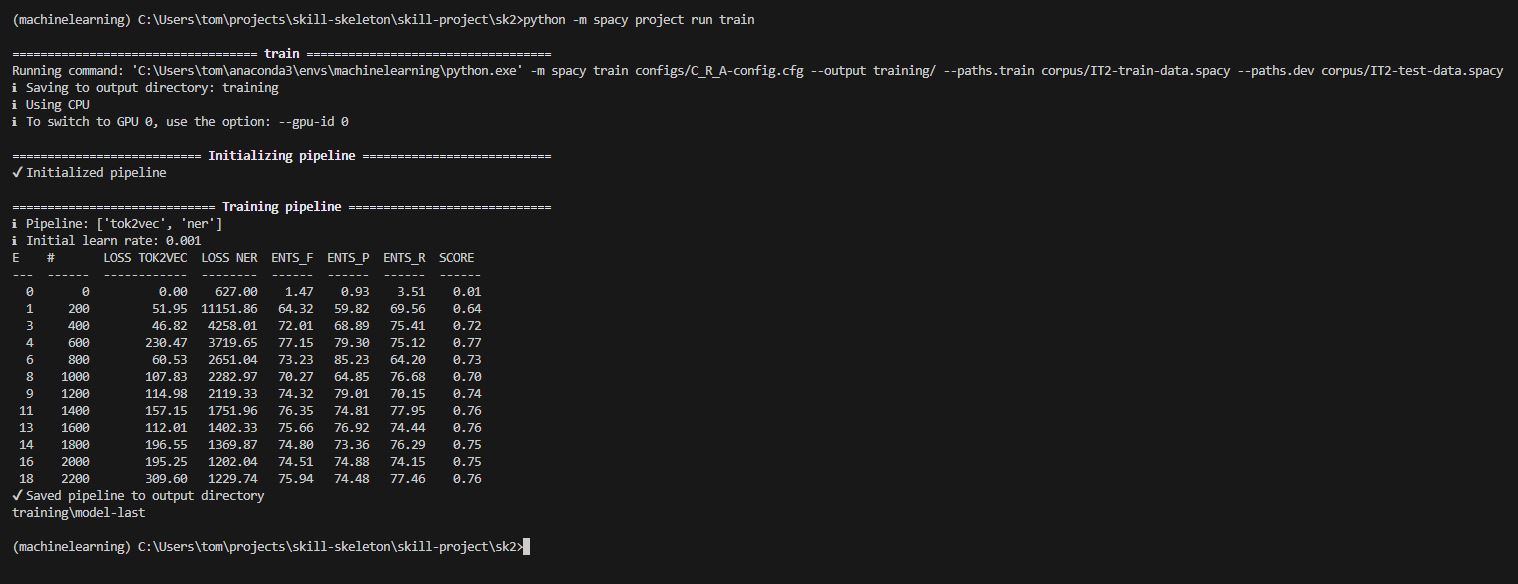 (machinelearning) C:\Users\tom\projects\skill-skeleton\skill-project\sk2>python -m spacy project run train
=================================== train ===================================
Running command: 'C:\Users\tom\anaconda3\envs\machinelearning\python.exe' -m spacy train configs/C_R_A-config.cfg --output training/ --paths.train corpus/IT2-train-data.spacy --paths.dev corpus/IT2-test-data.spacy
ℹ Saving to output directory: training
ℹ Using CPU
ℹ To switch to GPU 0, use the option: --gpu-id 0
=========================== Initializing pipeline ===========================
✔ Initialized pipeline
============================= Training pipeline =============================
ℹ Pipeline: ['tok2vec', 'ner']
ℹ Initial learn rate: 0.001
E    #       LOSS TOK2VEC  LOSS NER  ENTS_F  ENTS_P  ENTS_R  SCORE
---  ------  ------------  --------  ------  ------  ------  ------
  0       0          0.00    627.00    1.47    0.93    3.51    0.01
  1     200         51.95  11151.86   64.32   59.82   69.56    0.64
  3     400         46.82   4258.01   72.01   68.89   75.41    0.72
  4     600        230.47   3719.65   77.15   79.30   75.12    0.77
  6     800         60.53   2651.04   73.23   85.23   64.20    0.73
  8    1000        107.83   2282.97   70.27   64.85   76.68    0.70
  9    1200        114.98   2119.33   74.32   79.01   70.15    0.74
 11    1400        157.15   1751.96   76.35   74.81   77.95    0.76
 13    1600        112.01   1402.33   75.66   76.92   74.44    0.76
 14    1800        196.55   1369.87   74.80   73.36   76.29    0.75
 16    2000        195.25   1202.04   74.51   74.88   74.15    0.75
 18    2200        309.60   1229.74   75.94   74.48   77.46    0.76
✔ Saved pipeline to output directory
training\model-last
(machinelearning) C:\Users\tom\projects\skill-skeleton\skill-project\sk2>